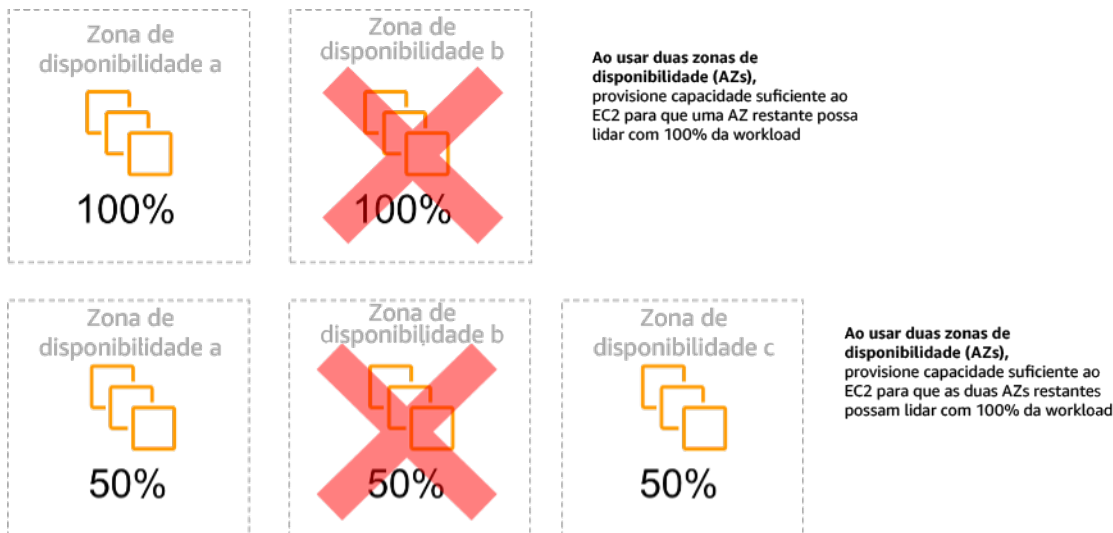 Zona de
disponibilidade a
100%
Zona de
disponibilidade b
100%
Ao usar duas zonas de
disponibilidade (AZs),
provisione capacidade suficiente ao
EC2 para que uma AZ restante possa
lidar com 100% da workload
Zona de
disponibilidade a
50%
Zona de
disponibilidade b
50%
Zona de
disponibilidade c
50%
Ao usar duas zonas de
disponibilidade (AZs),
provisione capacidade suficiente ao
EC2 para que as duas AZs restantes
possam lidar com 100% da workload